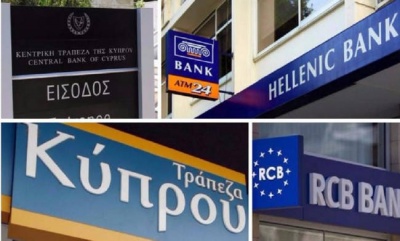 ΚΕΝΤΡΙΚΗ ΤΡΑΠΕΖΑ ΤΗΣ ΚΥΠΡΟΥ
CENTRAL BANK OF CYPRUS
ΕΙΣΟΔΟΣ
BANK
ATM 24
HELLENIC BANK
Τράπεζα
Κύπρου
RCB
RCB BAN